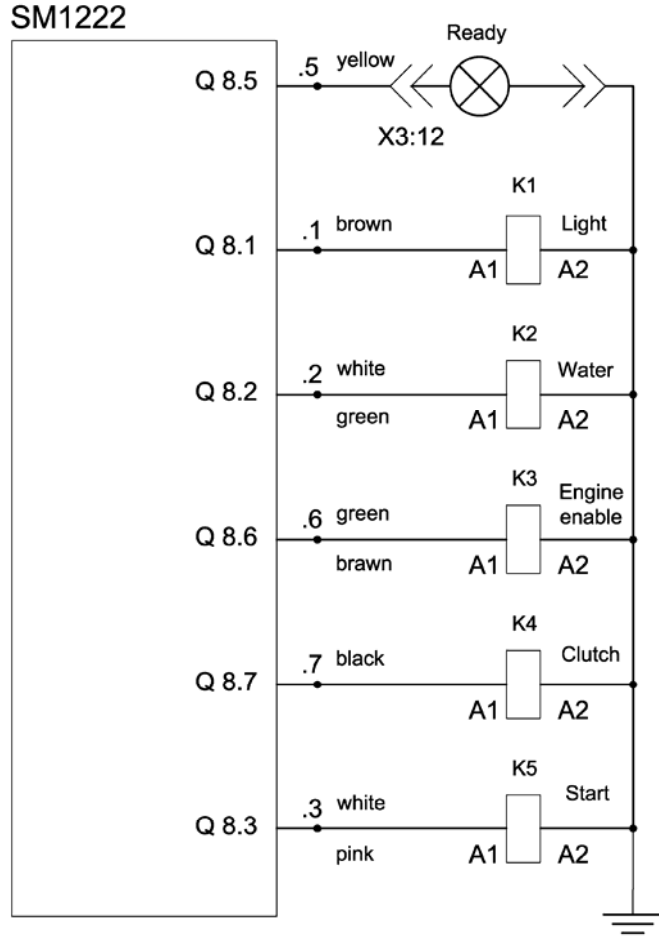 SM1222
Ready
Q 8.5 .5 yellow
X3:12
K1
Q 8.1 .1 brown Light
A1 A2
K2
Q 8.2 .2 white Water
green A1 A2
K3
Q 8.6 .6 green Engine
enable
brawn A1 A2
K4
Q 8.7 .7 black Clutch
A1 A2
K5
Q 8.3 .3 white Start
pink A1 A2